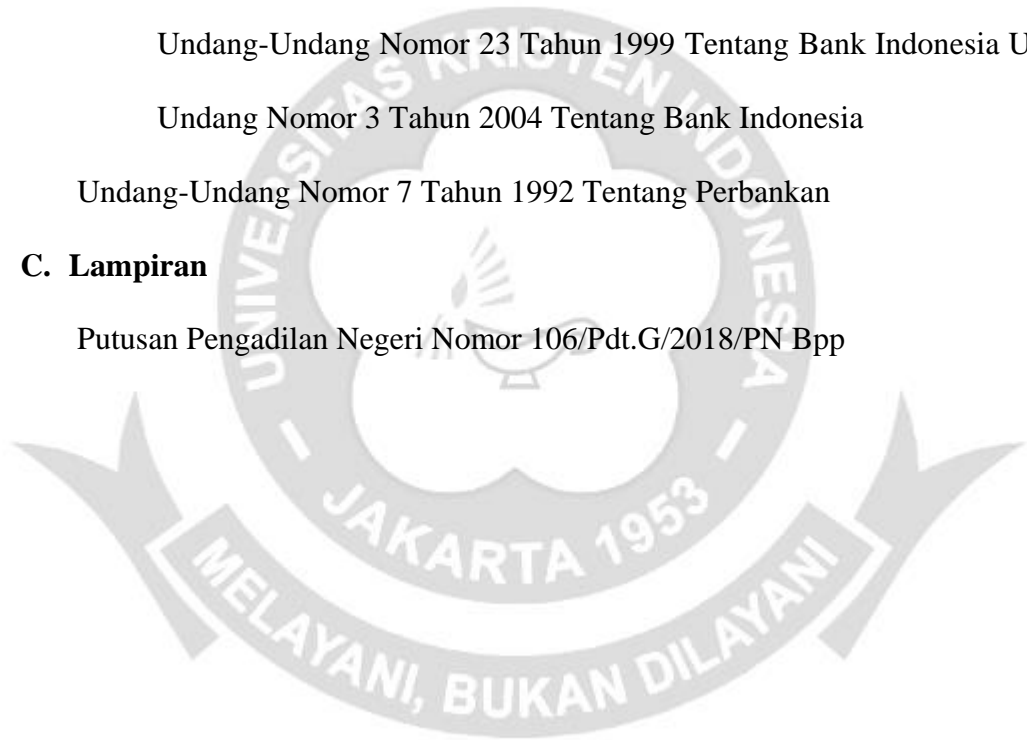 Undang-Undang Nomor 23 Tahun 1999 Tentang Bank Indonesia U
Undang Nomor 3 Tahun 2004 Tentang Bank Indonesia
Undang-Undang Nomor 7 Tahun 1992 Tentang Perbankan
C. Lampiran
Putusan Pengadilan Negeri Nomor 106/Pdt.G/2018/PN Bpp
UNIVERSITAS KRISTEN INDONESIA
- JAKARTA 1953 -
MELAYANI, BUKAN DILAYANI